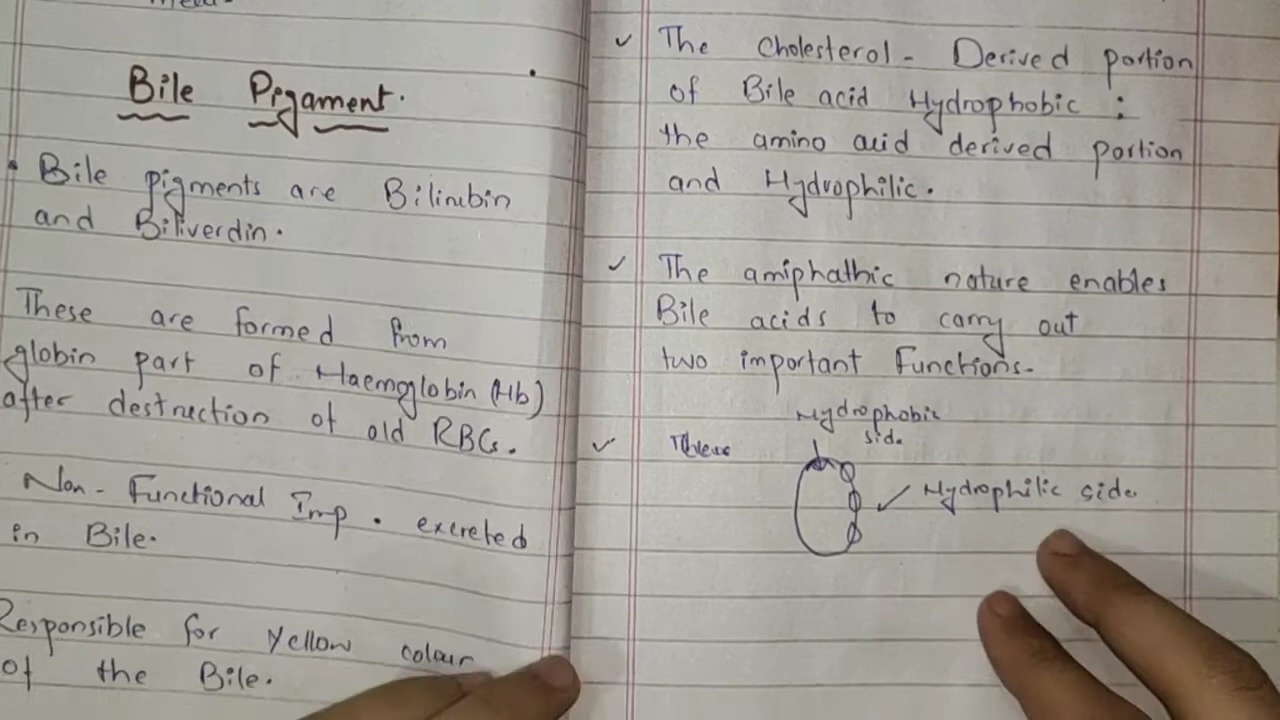 Bile Pigament.
Bile pigments are Bilirubin
and Biliverdin.
These are formed from
globin part of Haemoglobin (Hb)
after destruction of old RBCs.
Non-Functional Imp. excreted
in Bile.
Responsible for yellow colour
of the Bile.
The Cholesterol - Derived portion
of Bile acid Hydrophobic :
the amino acid derived portion
and Hydrophilic.
The amiphathic nature enables
Bile acids to carry out
two important Functions.
Hydrophobic
side
Hydrophilic side